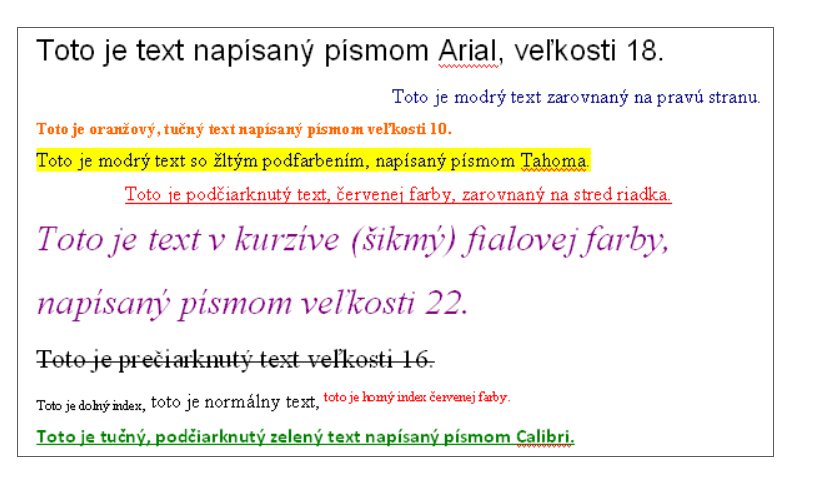 Toto je text napísaný písmom Arial, veľkosti 18.
Toto je modrý text zarovnaný na pravú stranu.
Toto je oranžový, tučný text napísaný písmom veľkosti 10.
Toto je modrý text so žltým podfarbením, napísaný písmom Tahoma.
Toto je podčiarknutý text, červenej farby, zarovnaný na stred riadka.
Toto je text v kurzíve (šikmý) fialovej farby,
napísaný písmom veľkosti 22.
Toto je prečiarknutý text veľkosti 16.
Toto je dolný index, toto je normálny text, toto je horný index červenej farby.
Toto je tučný, podčiarknutý zelený text napísaný písmom Calibri.